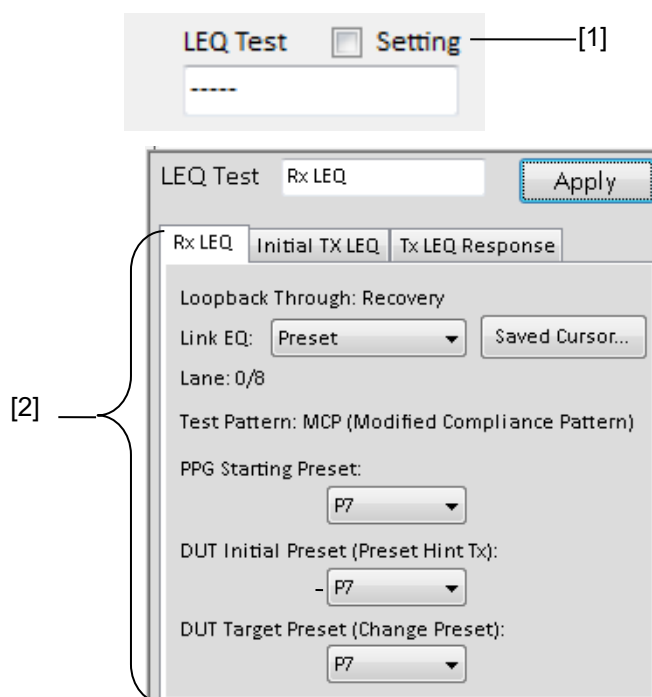 LEQ Test Setting [1]
-----
LEQ Test Rx LEQ Apply
Rx LEQ Initial TX LEQ Tx LEQ Response
Loopback Through: Recovery
Link EQ: Preset Saved Cursor...
Lane: 0/8
[2]
Test Pattern: MCP (Modified Compliance Pattern)
PPG Starting Preset:
P7
DUT Initial Preset (Preset Hint Tx):
- P7
DUT Target Preset (Change Preset):
P7